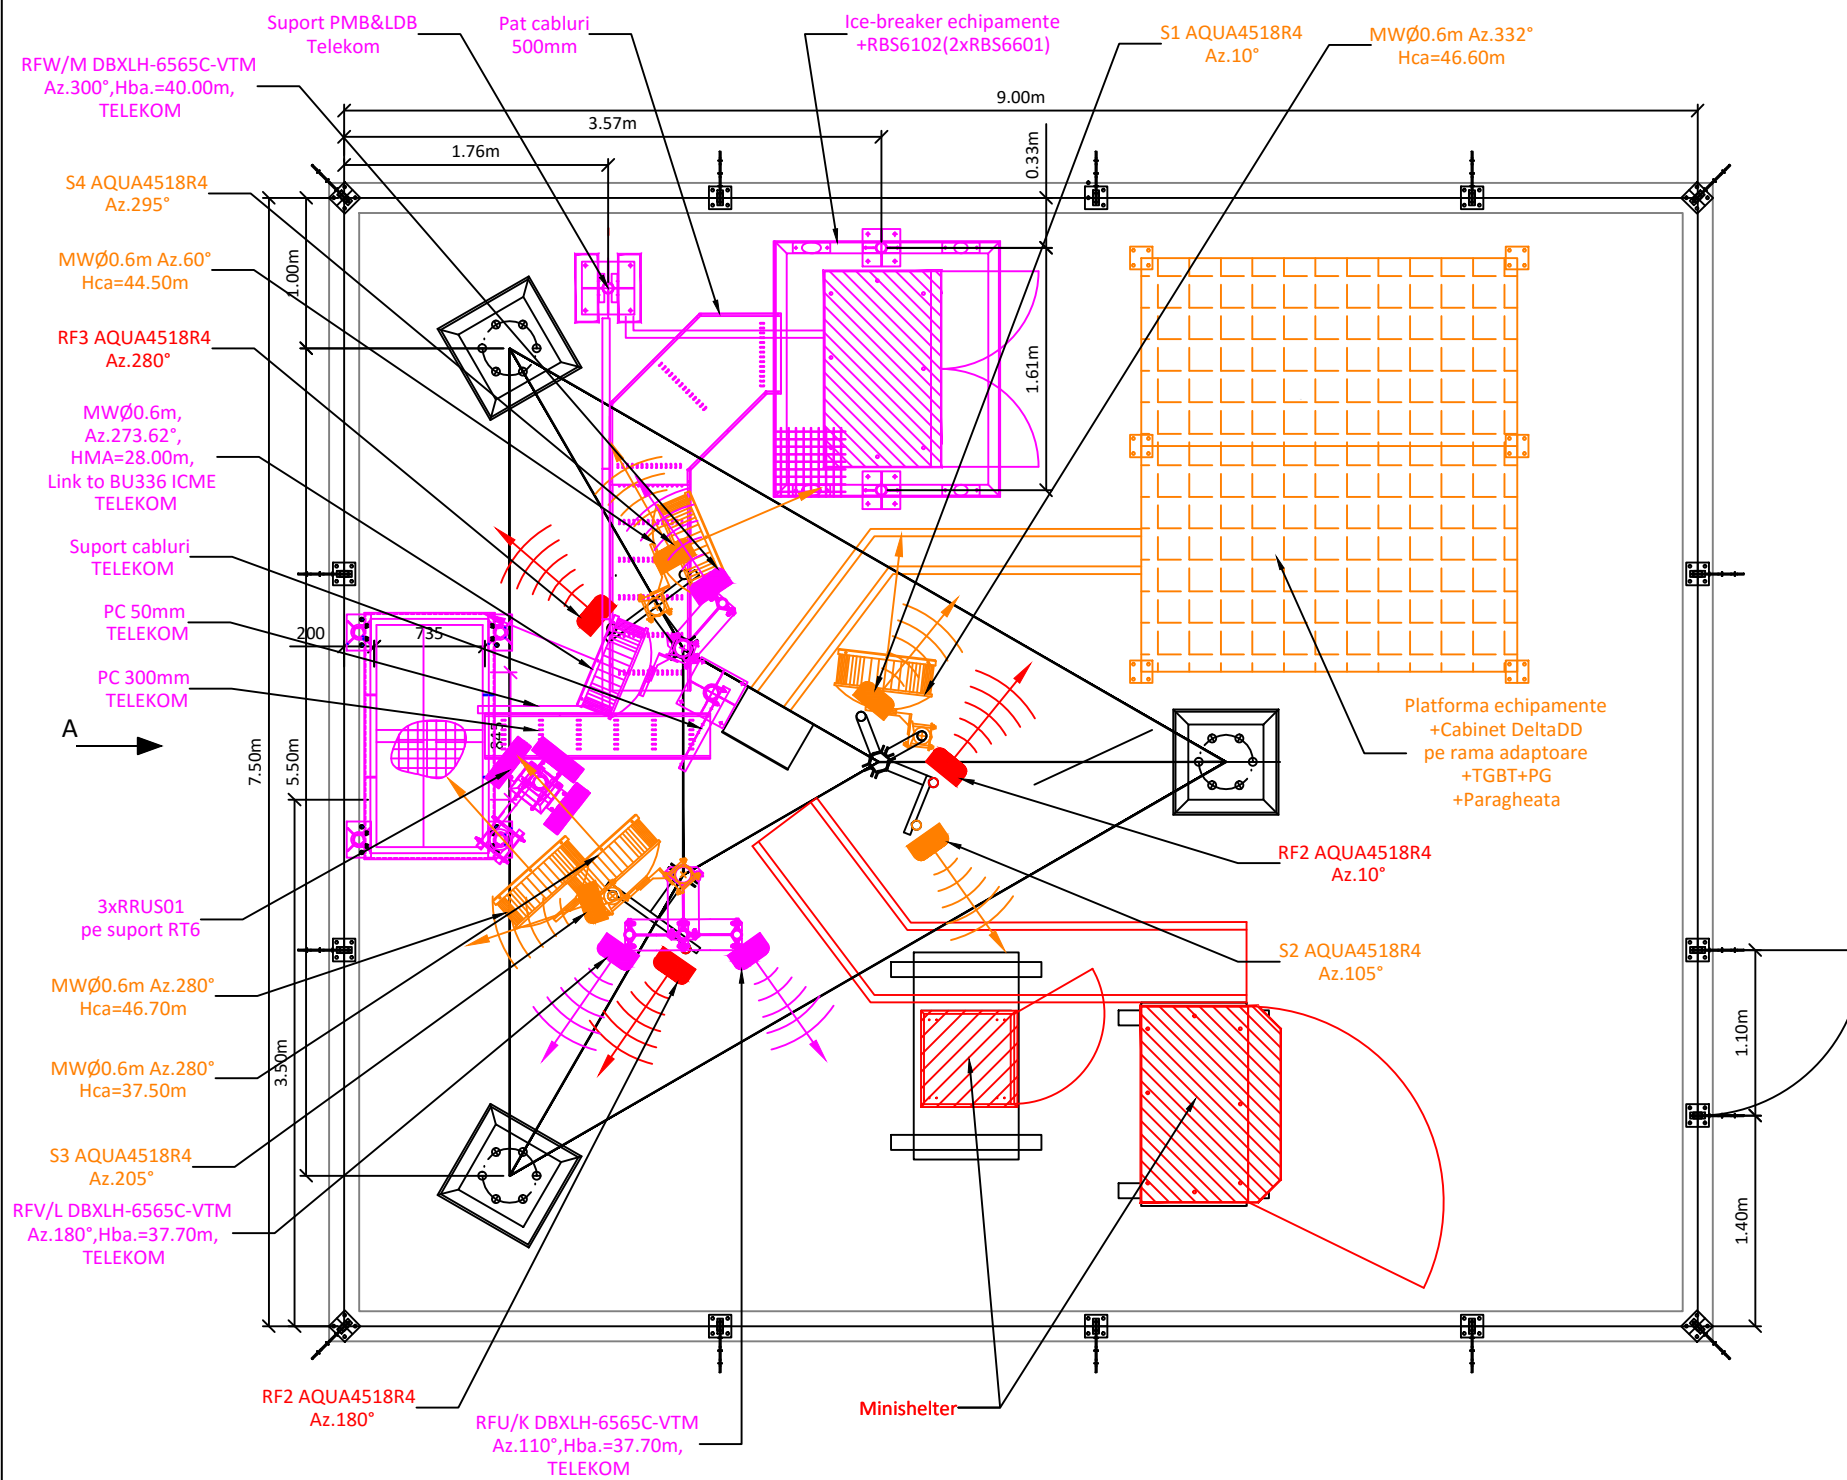 Suport PMB&LDB
Telekom
Pat cabluri
500mm
Ice-breaker echipamente
+RBS6102(2xRBS6601)
S1 AQUA4518R4
Az.10°
MWØ0.6m Az.332°
Hca=46.60m
RFW/M DBXLH-6565C-VTM
Az.300°,Hba.=40.00m,
TELEKOM
9.00m
3.57m
1.76m
0.33m
S4 AQUA4518R4
Az.295°
MWØ0.6m Az.60°
Hca=44.50m
1.00m
RF3 AQUA4518R4
Az.280°
1.61m
MWØ0.6m,
Az.273.62°,
HMA=28.00m,
Link to BU336 ICME
TELEKOM
Suport cabluri
TELEKOM
PC 50mm
TELEKOM
200
735
PC 300mm
TELEKOM
A
7.50m
5.50m
Platforma echipamente
+Cabinet DeltaDD
pe rama adaptoare
+TGBT+PG
+Paragheata
RF2 AQUA4518R4
Az.10°
3xRRUS01
pe suport RT6
S2 AQUA4518R4
Az.105°
MWØ0.6m Az.280°
Hca=46.70m
1.10m
3.50m
MWØ0.6m Az.280°
Hca=37.50m
S3 AQUA4518R4
Az.205°
1.40m
RFV/L DBXLH-6565C-VTM
Az.180°,Hba.=37.70m,
TELEKOM
RF2 AQUA4518R4
Az.180°
RFU/K DBXLH-6565C-VTM
Az.110°,Hba.=37.70m,
TELEKOM
Minishelter